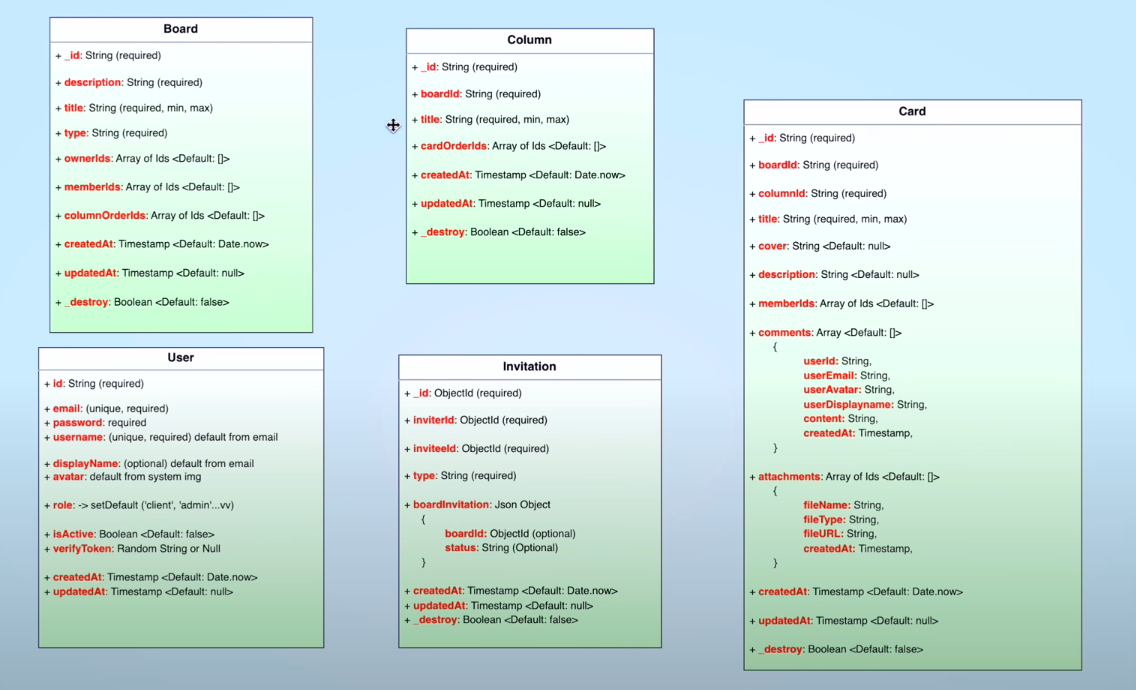 Board
+ _id: String (required)
+ description: String (required)
+ title: String (required, min, max)
+ type: String (required)
+ ownerIds: Array of Ids <Default: []>
+ memberIds: Array of Ids <Default: []>
+ columnOrderIds: Array of Ids <Default: []>
+ createdAt: Timestamp <Default: Date.now>
+ updatedAt: Timestamp <Default: null>
+ _destroy: Boolean <Default: false>
Column
+ _id: String (required)
+ boardId: String (required)
+ title: String (required, min, max)
+ cardOrderIds: Array of Ids <Default: []>
+ createdAt: Timestamp <Default: Date.now>
+ updatedAt: Timestamp <Default: null>
+ _destroy: Boolean <Default: false>
Card
+ _id: String (required)
+ boardId: String (required)
+ columnId: String (required)
+ title: String (required, min, max)
+ cover: String <Default: null>
+ description: String <Default: null>
+ memberIds: Array of Ids <Default: []>
+ comments: Array <Default: []>
{
userId: String,
userEmail: String,
userAvatar: String,
userDisplayname: String,
content: String,
createdAt: Timestamp,
}
+ attachments: Array of Ids <Default: []>
{
fileName: String,
fileType: String,
fileURL: String,
createdAt: Timestamp,
}
+ createdAt: Timestamp <Default: Date.now>
+ updatedAt: Timestamp <Default: null>
+ _destroy: Boolean <Default: false>
User
+ id: String (required)
+ email: (unique, required)
+ password: required
+ username: (unique, required) default from email
+ displayName: (optional) default from email
+ avatar: default from system img
+ role: -> setDefault ('client', 'admin'...vv)
+ isActive: Boolean <Default: false>
+ verifyToken: Random String or Null
+ createdAt: Timestamp <Default: Date.now>
+ updatedAt: Timestamp <Default: null>
Invitation
+ _id: ObjectId (required)
+ inviterId: ObjectId (required)
+ inviteeId: ObjectId (required)
+ type: String (required)
+ boardInvitation: Json Object
{
boardId: ObjectId (optional)
status: String (Optional)
}
+ createdAt: Timestamp <Default: Date.now>
+ updatedAt: Timestamp <Default: null>
+ _destroy: Boolean <Default: false>